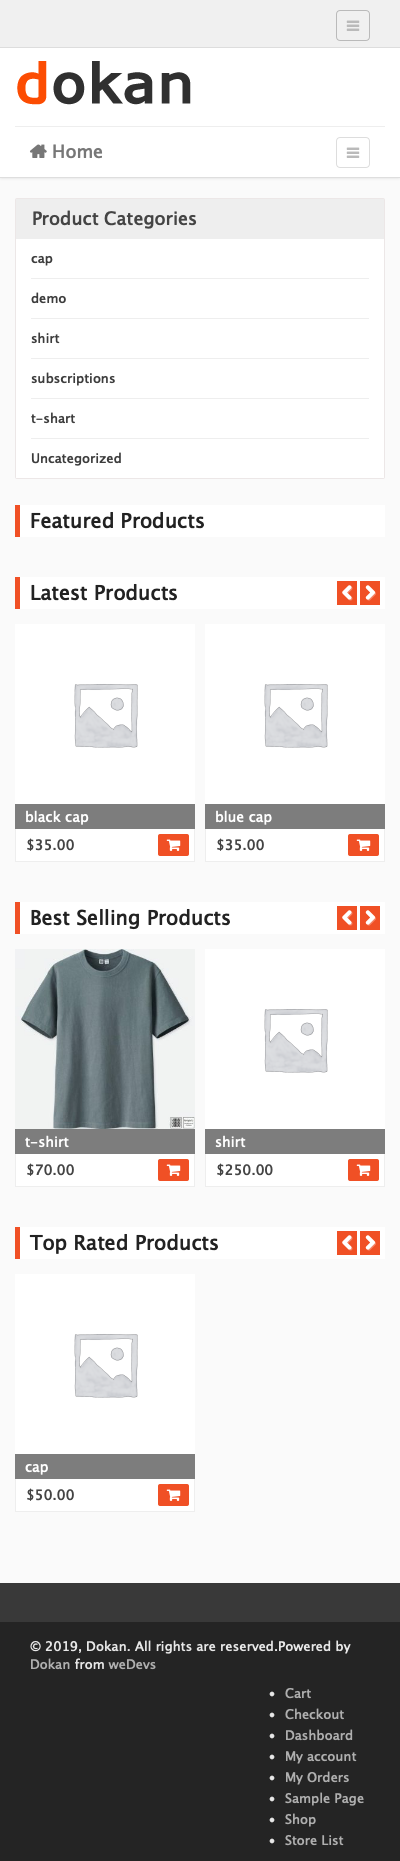 dokan
Home
Product Categories
cap
demo
shirt
subscriptions
t-shart
Uncategorized
Featured Products
Latest Products
black cap
blue cap
$35.00
$35.00
Best Selling Products
t-shirt
shirt
$70.00
$250.00
Top Rated Products
cap
$50.00
© 2019, Dokan. All rights are reserved.Powered by
Dokan from weDevs
Cart
Checkout
Dashboard
My account
My Orders
Sample Page
Shop
Store List